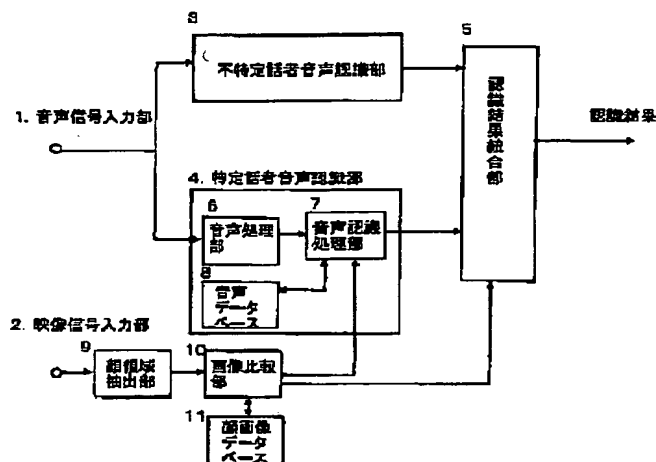 3
不特定話者音声認識部
5
認識結果統合部
1. 音声信号入力部
認識結果
4. 特定話者音声認識部
6
音声処理
部
7
音声認識
処理部
8
音声
データ
ベース
2. 映像信号入力部
9
顔領域
抽出部
10
画像比較
部
11
顔画像
データ
ベース